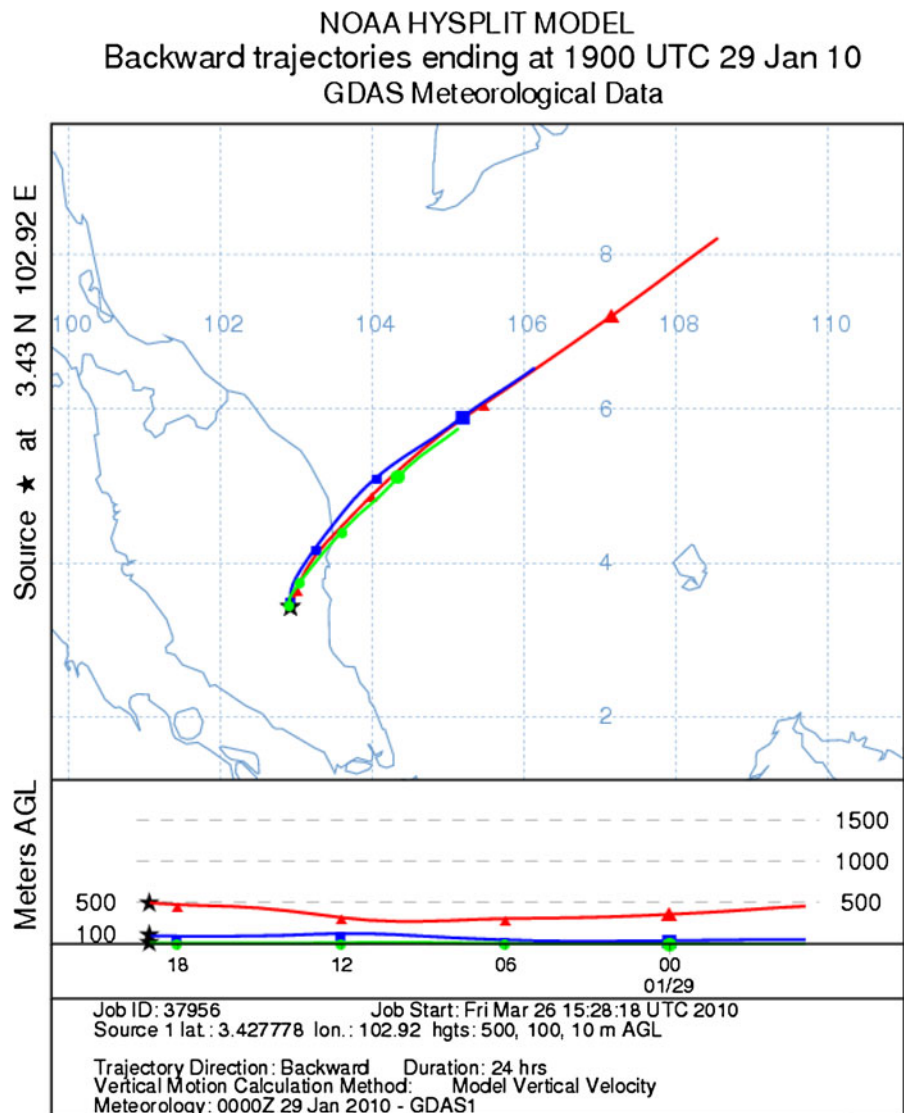 NOAA HYSPLIT MODEL
Backward trajectories ending at 1900 UTC 29 Jan 10
GDAS Meteorological Data
Source ★ at 3.43 N 102.92 E
8
100 102 104 106 108 110
6
4
2
Meters AGL
1500
1000
500 500
100
18 12 06 00
01/29
Job ID: 37956 Job Start: Fri Mar 26 15:28:18 UTC 2010
Source 1 lat.: 3.427778 lon.: 102.92 hgts: 500, 100, 10 m AGL
Trajectory Direction: Backward Duration: 24 hrs
Vertical Motion Calculation Method: Model Vertical Velocity
Meteorology: 0000Z 29 Jan 2010 - GDAS1